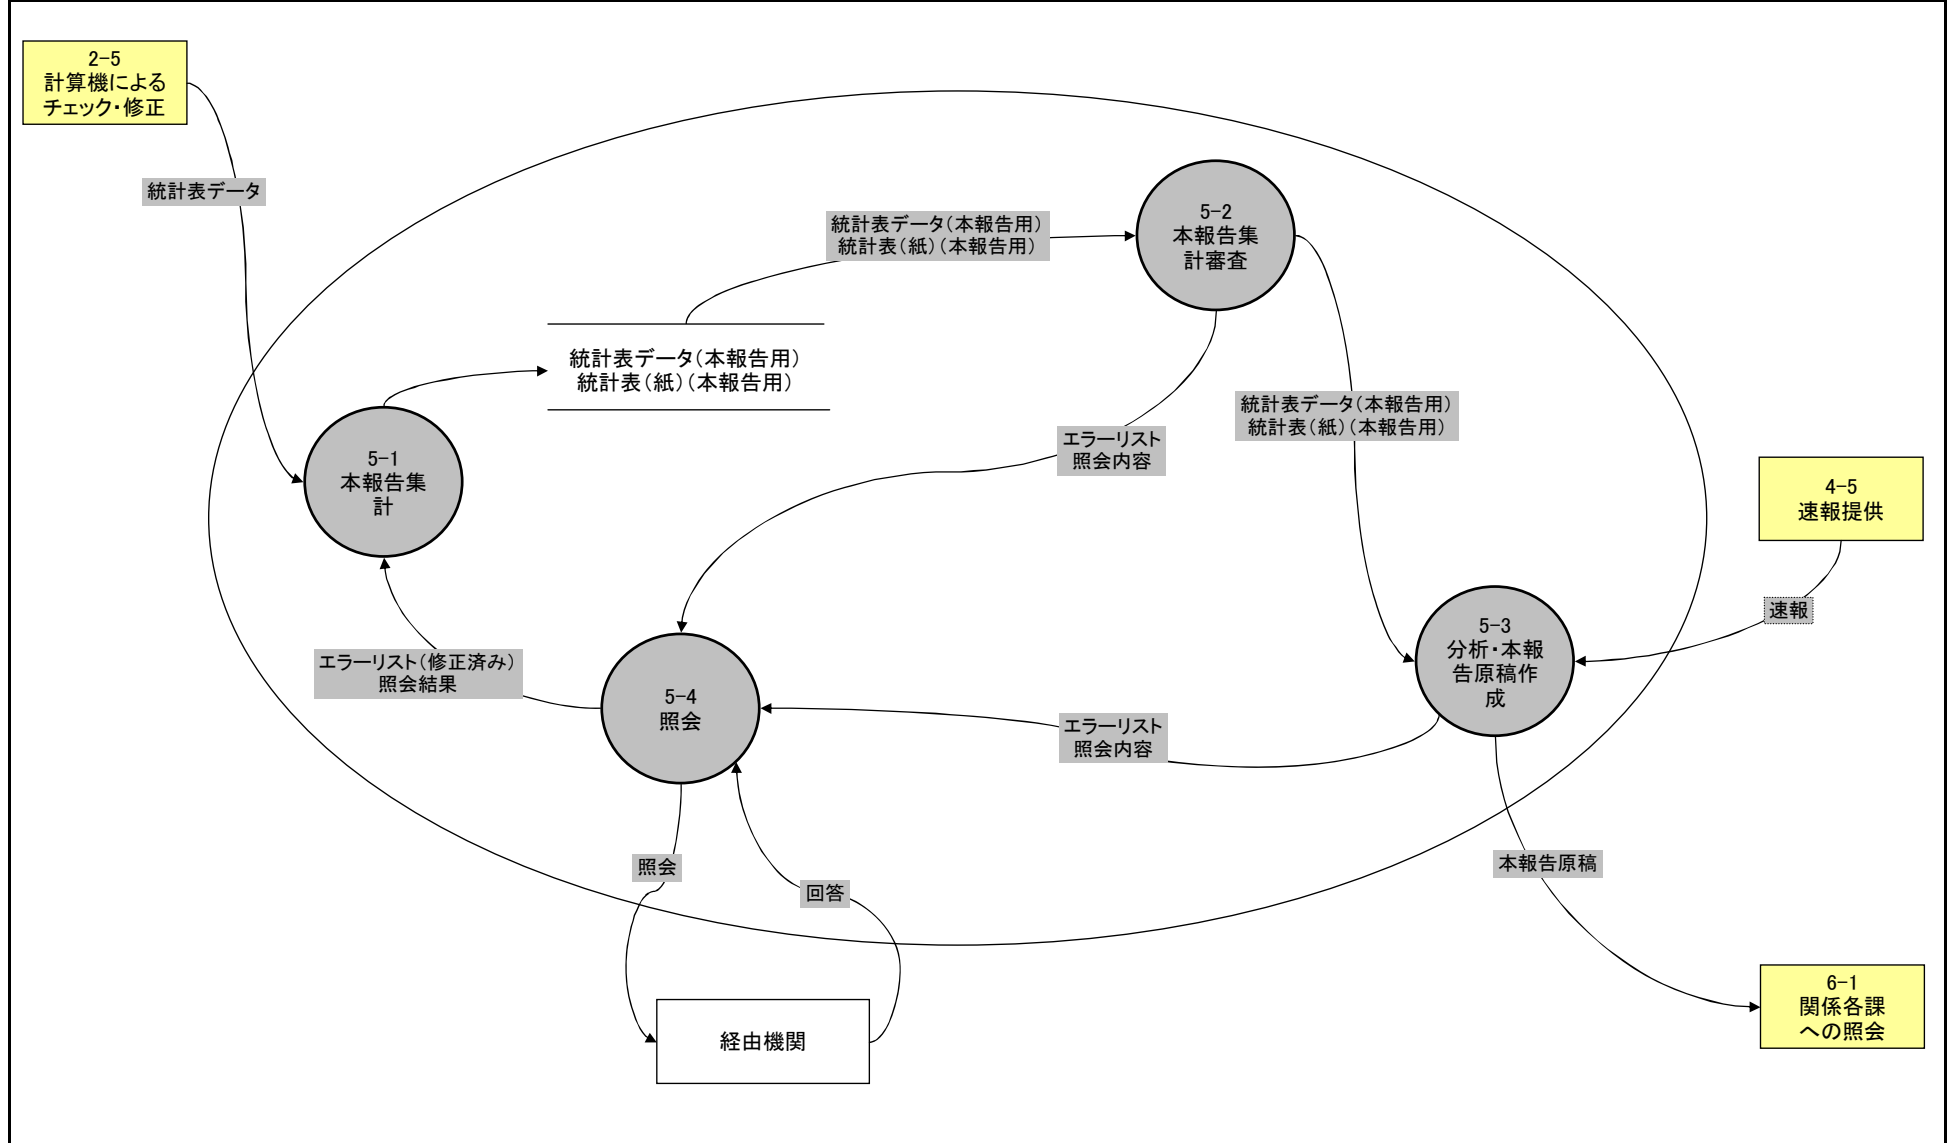 2-5
計算機による
チェック・修正
統計表データ
統計表データ（本報告用）
統計表（紙）（本報告用）
5-2
本報告集
計審査
統計表データ（本報告用）
統計表（紙）（本報告用）
統計表データ（本報告用）
統計表（紙）（本報告用）
エラーリスト
照会内容
5-1
本報告集
計
4-5
速報提供
速報
5-3
分析・本報
告原稿作
成
エラーリスト（修正済み）
照会結果
5-4
照会
エラーリスト
照会内容
照会
回答
本報告原稿
経由機関
6-1
関係各課
への照会